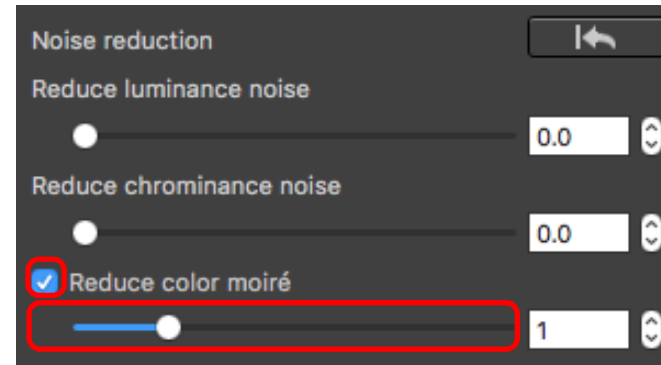 Noise reduction
Reduce luminance noise
0.0
Reduce chrominance noise
0.0
Reduce color moiré
1